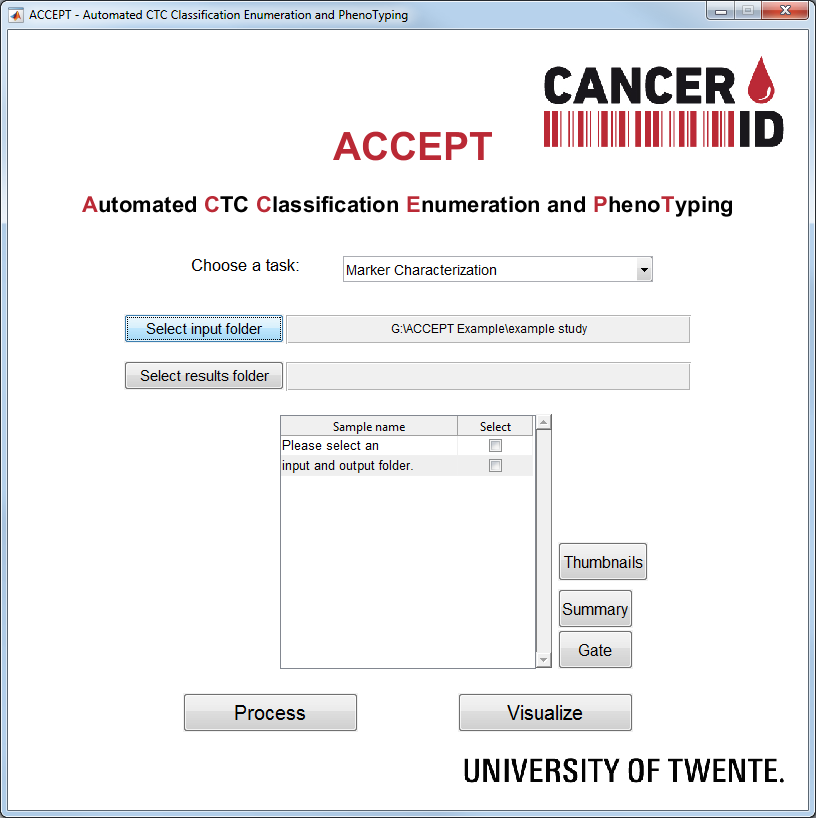 ACCEPT - Automated CTC Classification Enumeration and PhenoTyping
CANCER
ID
ACCEPT
Automated CTC Classification Enumeration and PhenoTyping
Choose a task:
Marker Characterization
Select input folder
G:\ACCEPT Example\example study
Select results folder
Sample name
Select
Please select an
input and output folder.
Thumbnails
Summary
Gate
Process
Visualize
UNIVERSITY OF TWENTE.